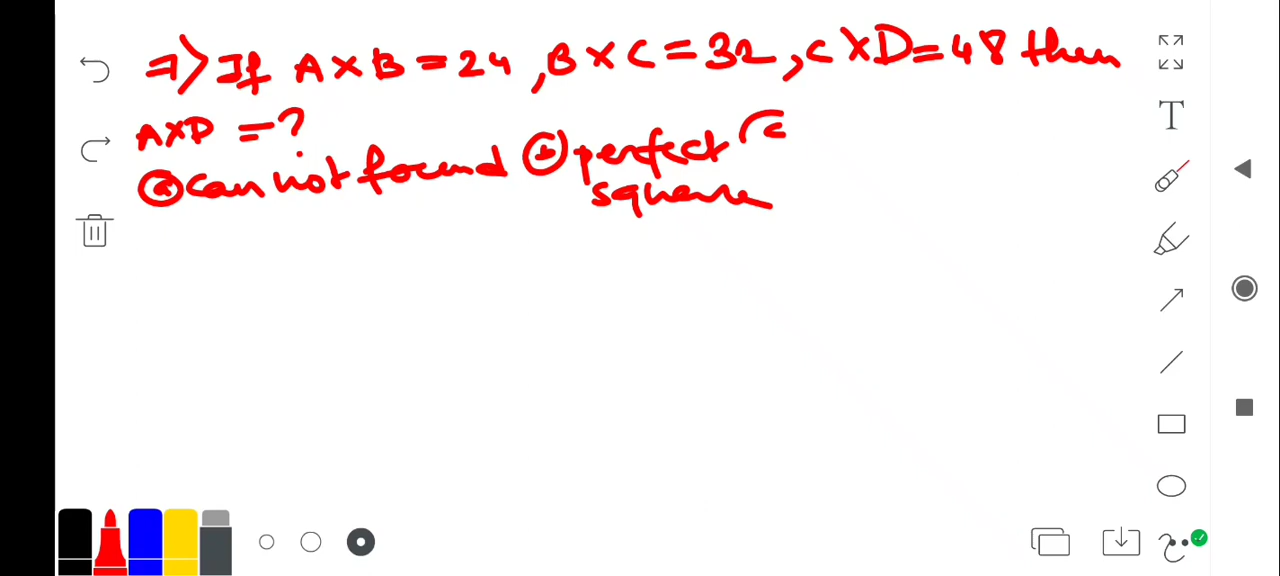 ⇒) If A × B = 24, B × C = 32, C × D = 48 then
A×D = ?
ⓐ can not found ⓑ perfect (c
square
T